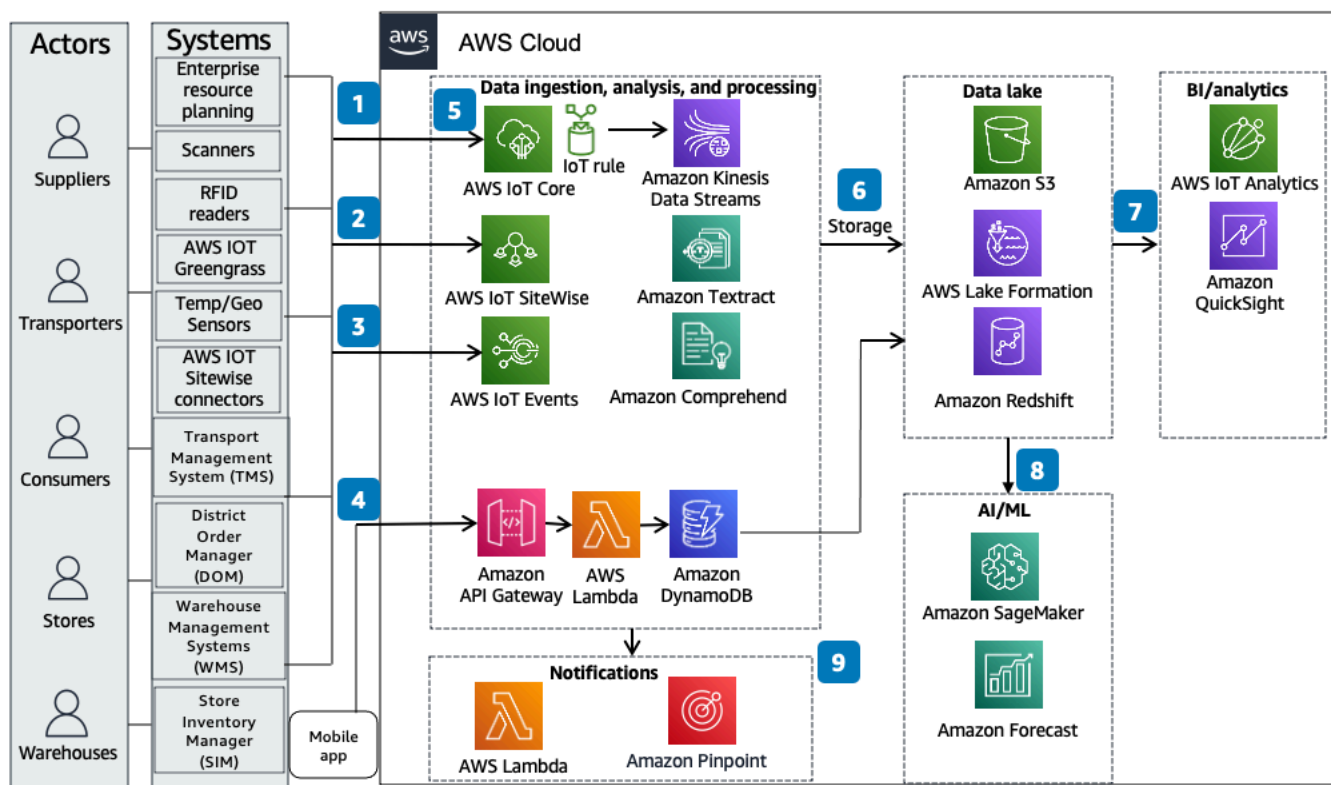 Actors
Suppliers
Transporters
Consumers
Stores
Warehouses
Systems
Enterprise
resource
planning
Scanners
RFID
readers
AWS IOT
Greengrass
Temp/Geo
Sensors
AWS IOT
Sitewise
connectors
Transport
Management
System (TMS)
District
Order
Manager
(DOM)
Warehouse
Management
Systems
(WMS)
Store
Inventory
Manager
(SIM)
Mobile
app
1
2
3
4
aws
AWS Cloud
Data ingestion, analysis, and processing
5
AWS IoT Core
IoT rule
Amazon Kinesis
Data Streams
AWS IoT SiteWise
Amazon Textract
AWS IoT Events
Amazon Comprehend
Amazon
API Gateway
AWS
Lambda
Amazon
DynamoDB
6
Storage
Data lake
Amazon S3
AWS Lake Formation
Amazon Redshift
7
BI/analytics
AWS IoT Analytics
Amazon
QuickSight
8
AI/ML
Amazon SageMaker
Amazon Forecast
9
Notifications
AWS Lambda
Amazon Pinpoint